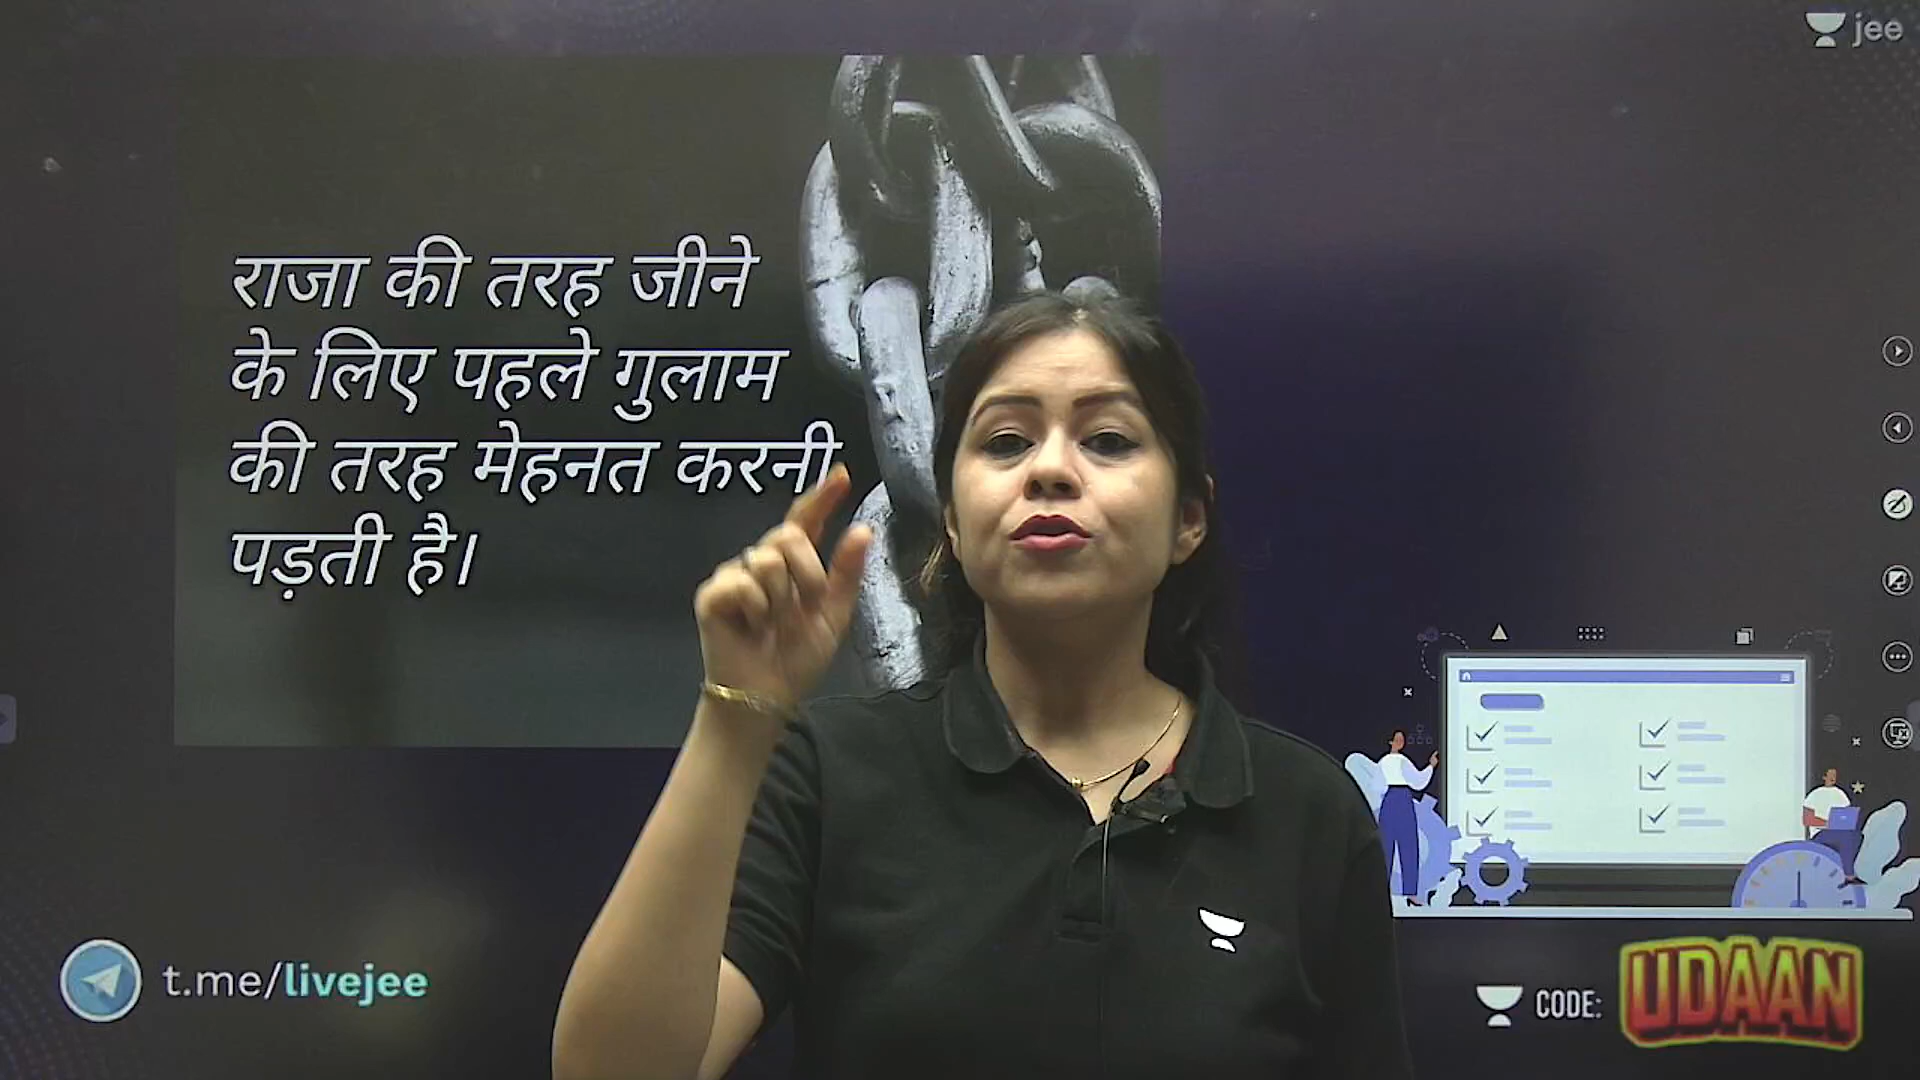 jee
राजा की तरह जीने
के लिए पहले गुलाम
की तरह मेहनत करनी
पड़ती है।
t.me/livejee
CODE: UDAAN